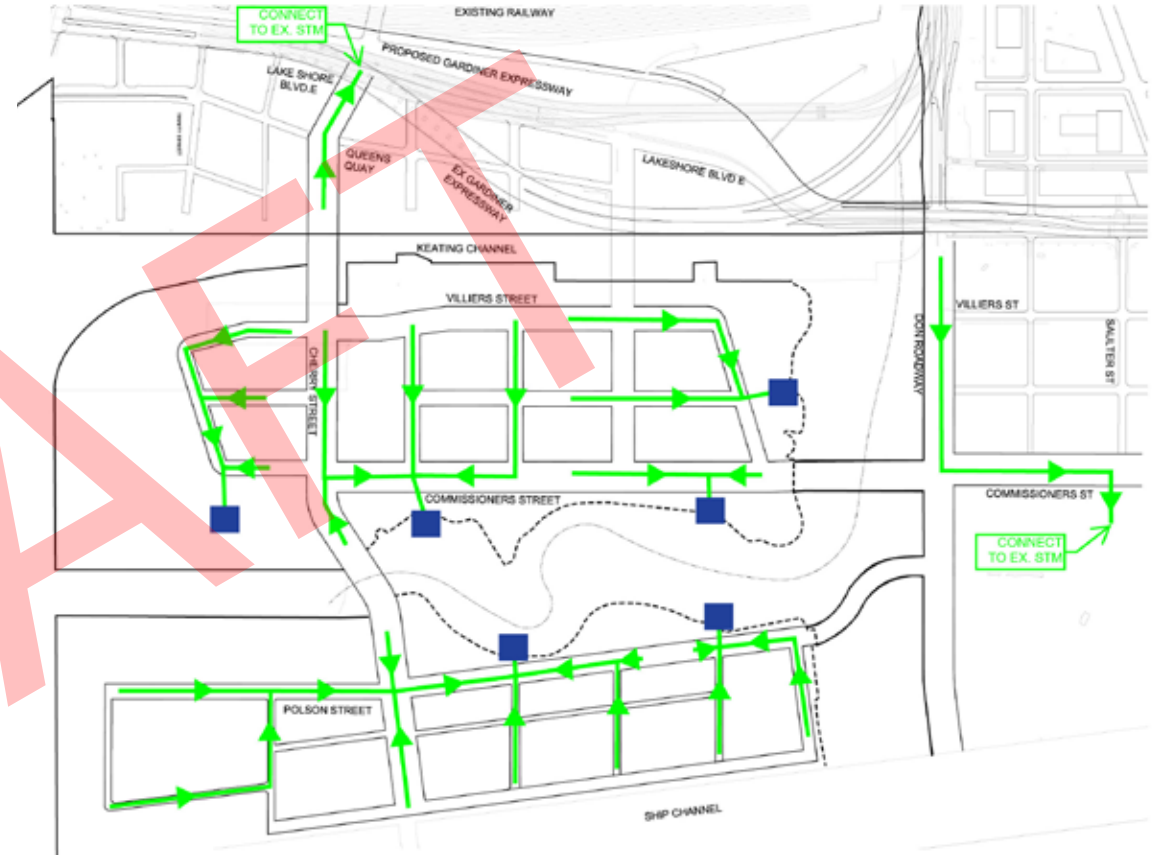 CONNECT
TO EX. STM
EXISTING RAILWAY
PROPOSED GARDINER EXPRESSWAY
LAKE SHORE
BLVD.E
QUEENS
QUAY
EX GARDINER
EXPRESSWAY
LAKESHORE BLVD E
KEATING CHANNEL
VILLIERS STREET
VILLIERS ST
CHERRY STREET
DON ROADWAY
SAULTER ST
COMMISSIONERS STREET
COMMISSIONERS ST
CONNECT
TO EX. STM
POLSON STREET
SHIP CHANNEL
AFT